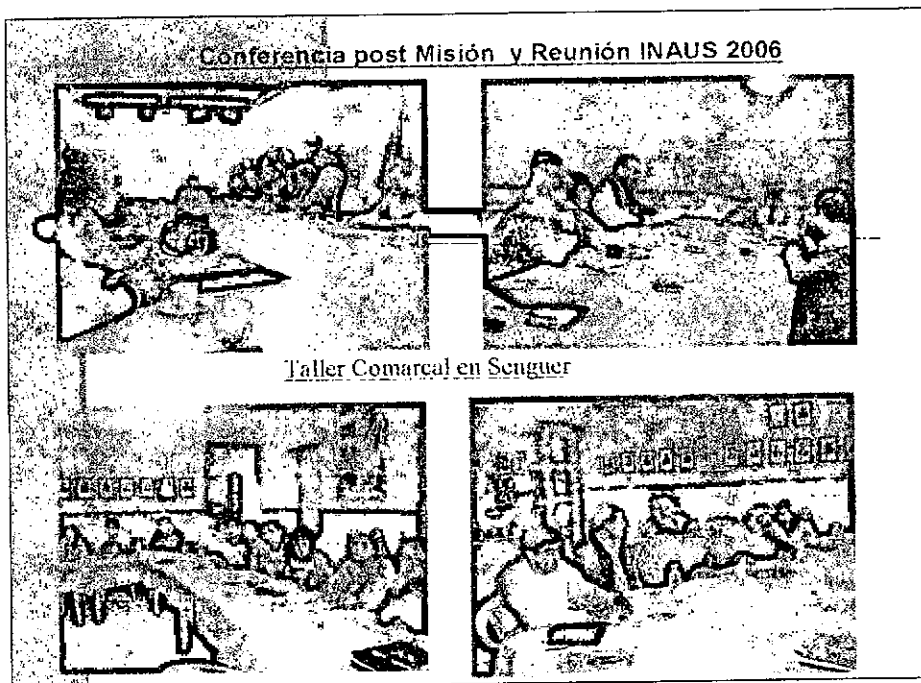 Conferencia post Misión y Reunión INAUS 2006
Taller Comarcal en Senguer